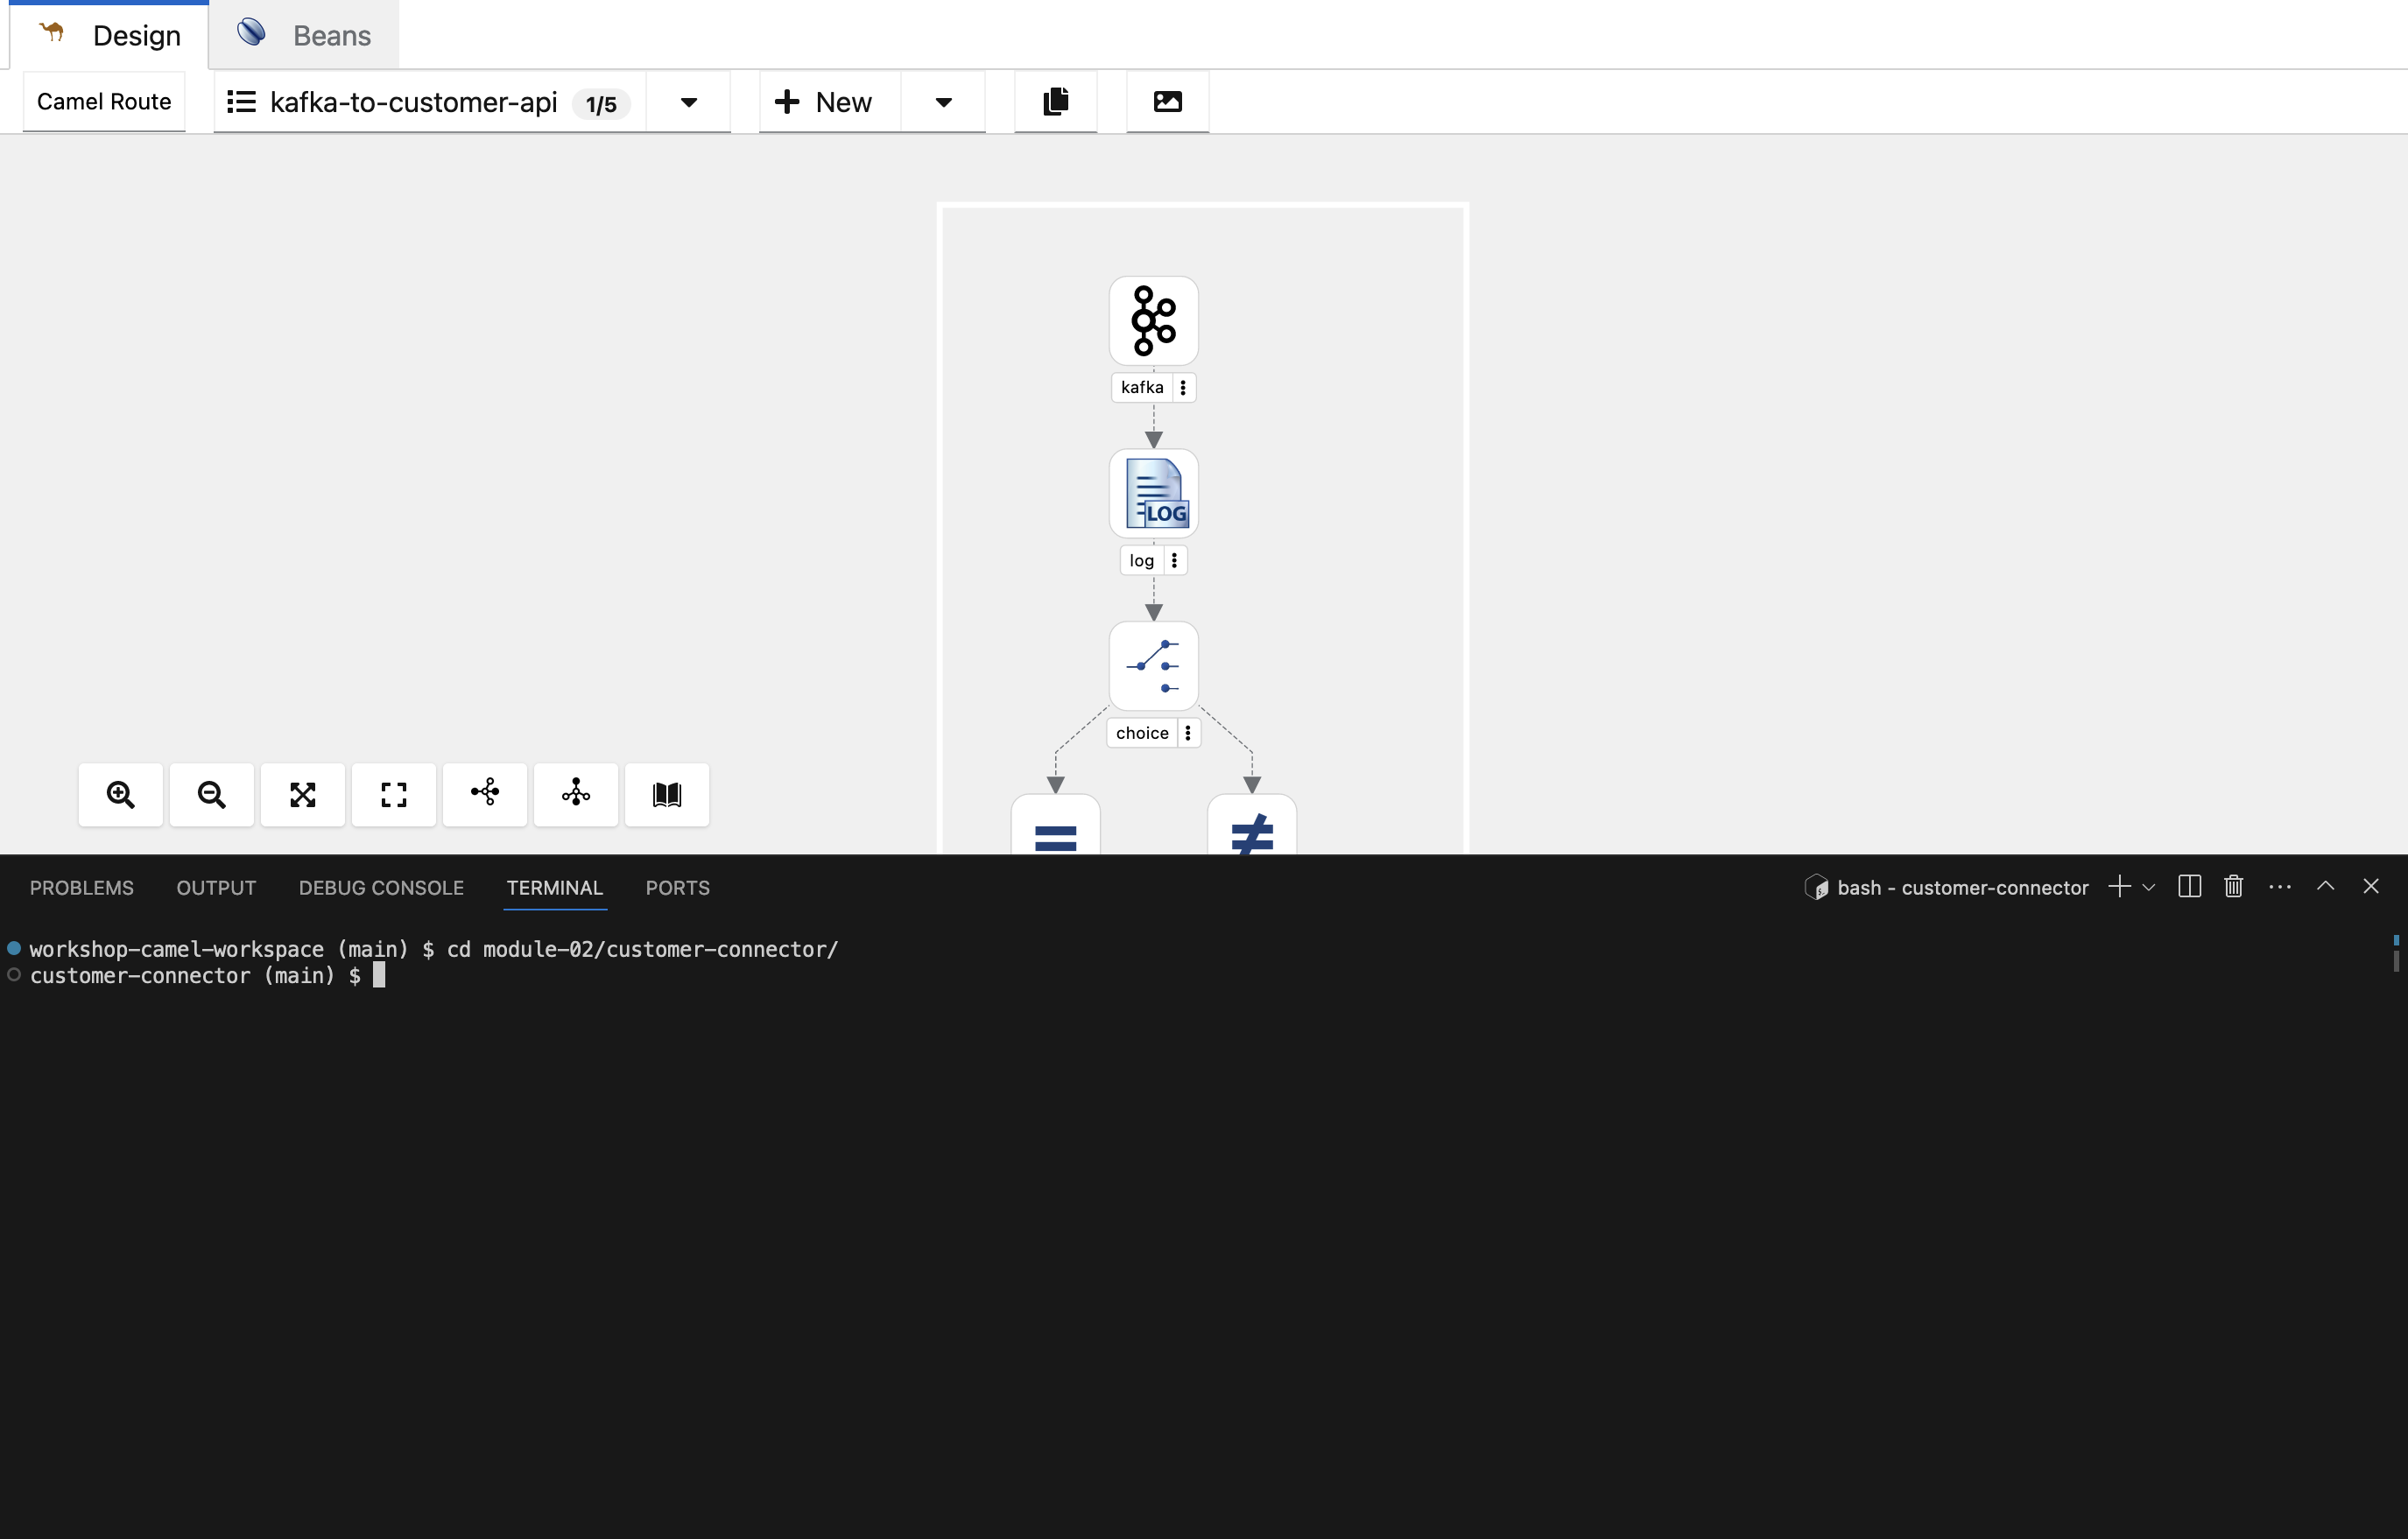 Design Beans
Camel Route kafka-to-customer-api 1/5 New
kafka
LOG
log
choice
PROBLEMS OUTPUT DEBUG CONSOLE TERMINAL PORTS bash - customer-connector
workshop-camel-workspace (main) $ cd module-02/customer-connector/
customer-connector (main) $